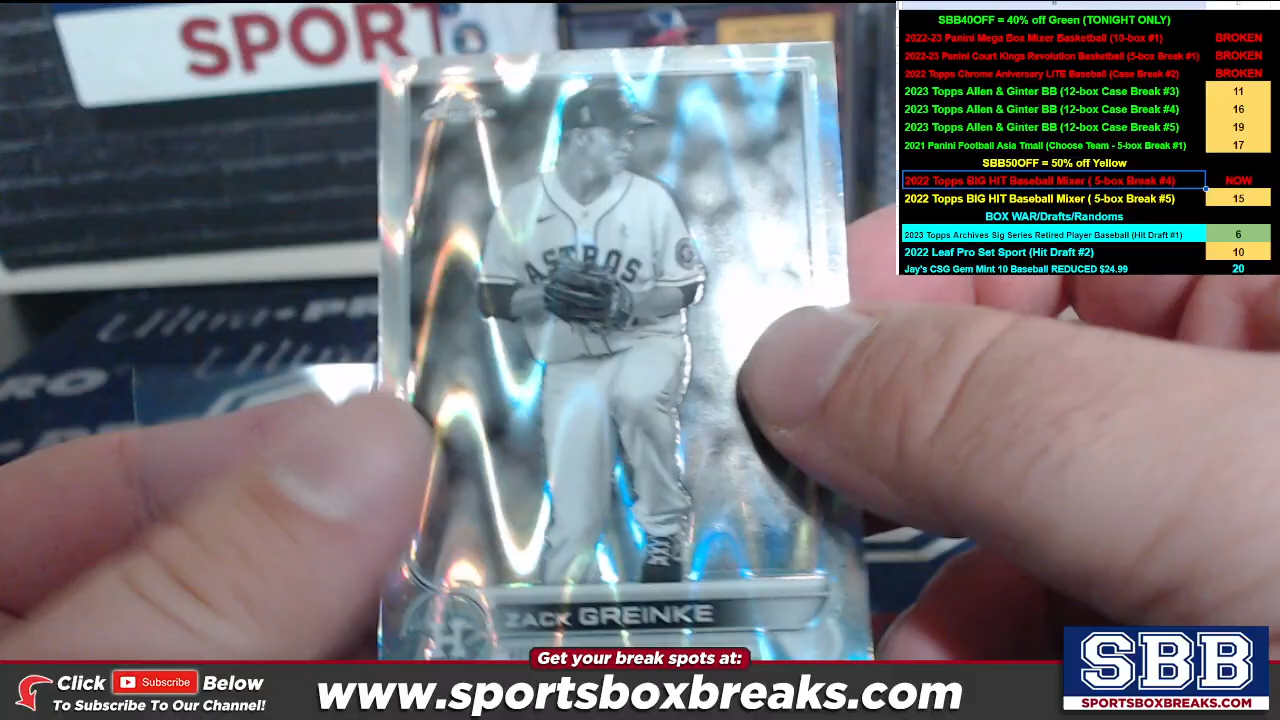 SPORT
SBB40OFF = 40% off Green (TONIGHT ONLY)
2022-23 Panini Mega Box Mixer Basketball (10-box #1) BROKEN
2022-23 Panini Court Kings Revolution Basketball (5-box Break #1) BROKEN
2022 Topps Chrome Aniversary LITE Baseball (Case Break #2) BROKEN
2023 Topps Allen & Ginter BB (12-box Case Break #3) 11
2023 Topps Allen & Ginter BB (12-box Case Break #4) 16
2023 Topps Allen & Ginter BB (12-box Case Break #5) 19
2021 Panini Football Asia Tmall (Choose Team - 5-box Break #1) 17
SBB50OFF = 50% off Yellow
2022 Topps BIG HIT Baseball Mixer ( 5-box Break #4) NOW
2022 Topps BIG HIT Baseball Mixer ( 5-box Break #5) 15
BOX WAR/Drafts/Randoms
2023 Topps Archives Sig Series Retired Player Baseball (Hit Draft #1) 6
2022 Leaf Pro Set Sport (Hit Draft #2) 10
Jay's CSG Gem Mint 10 Baseball REDUCED $24.99 20
ASTROS
Ultra-PR
Ultra
PRO
ZACK GREINKE
Get your break spots at:
Click Subscribe Below
To Subscribe To Our Channel!
www.sportsboxbreaks.com
SBB
SPORTSBOXBREAKS.COM